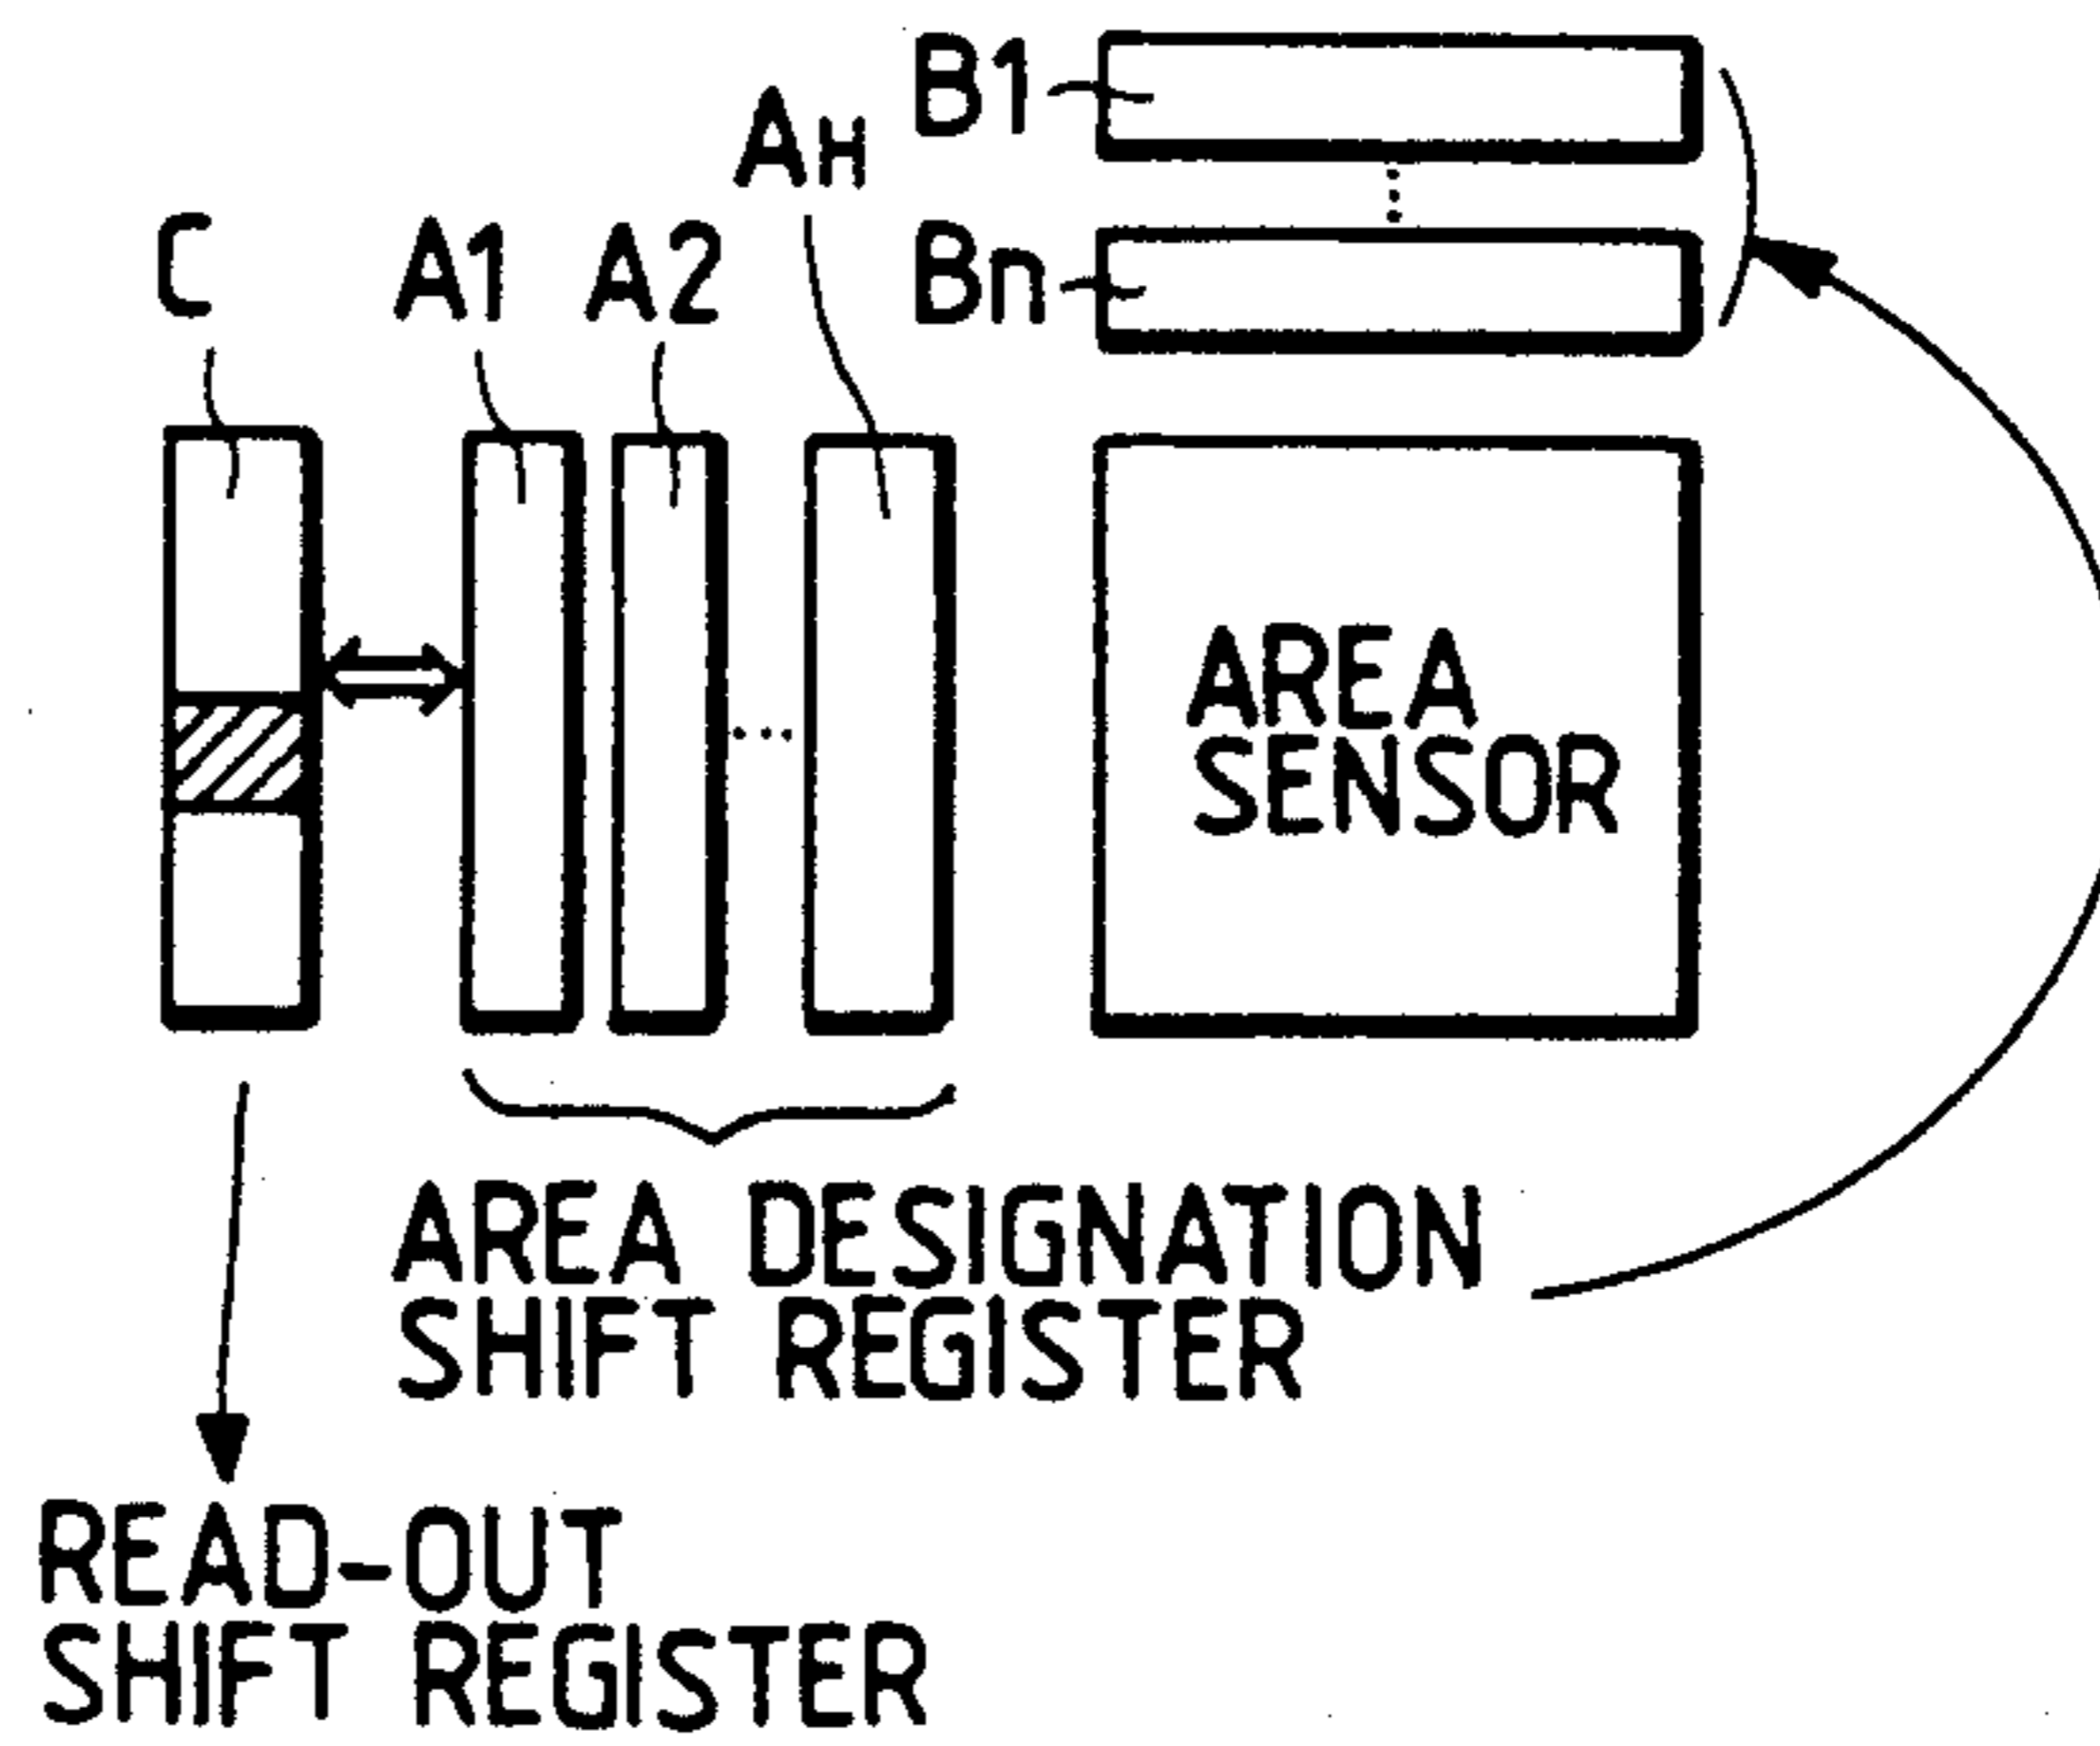 B1
AH
C
A1
A2
Bn
AREA
SENSOR
AREA DESIGNATION
SHIFT REGISTER
READ-OUT
SHIFT REGISTER